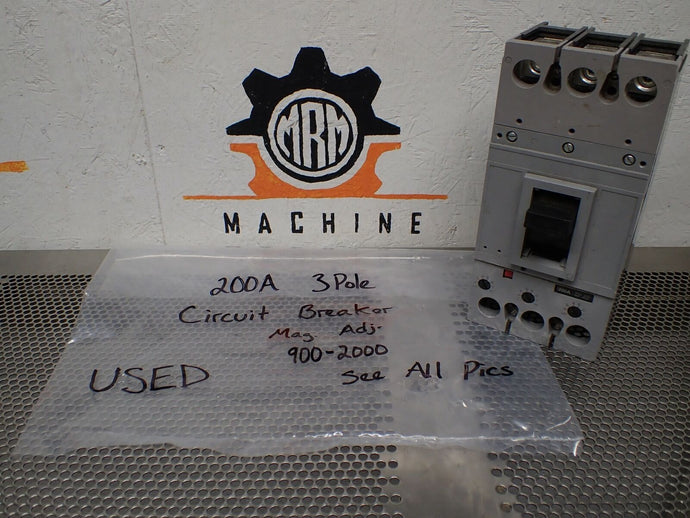 MRM
MACHINE
200A 3Pole
Circuit Breaker
Mag Adj.
900-2000
USED See All Pics